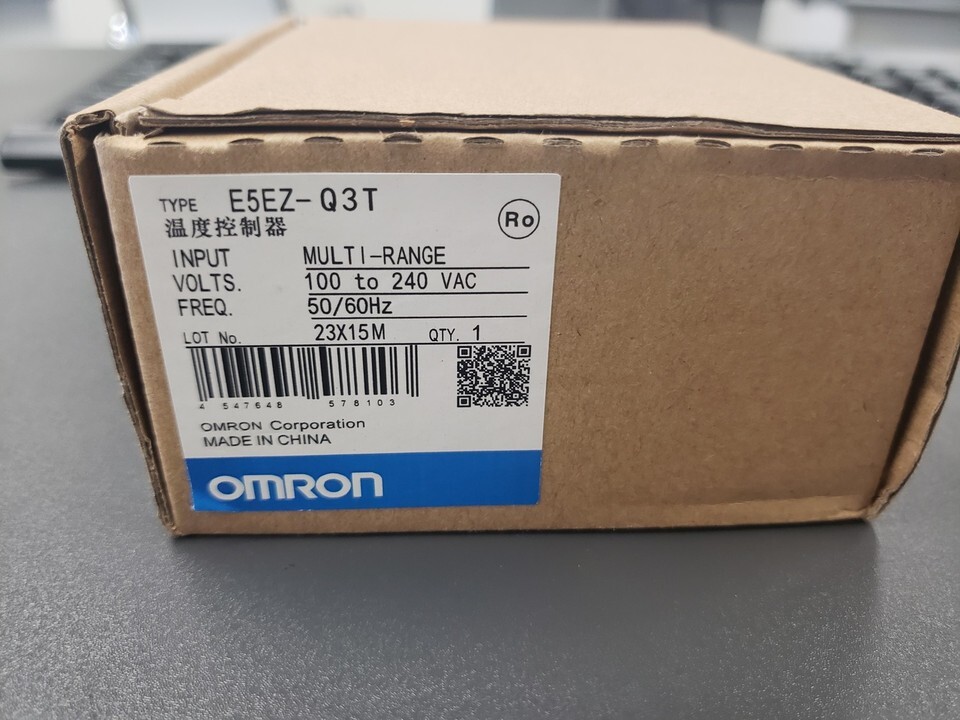 TYPE E5EZ-Q3T
温度控制器
Ro
INPUT MULTI-RANGE
VOLTS. 100 to 240 VAC
FREQ. 50/60Hz
LOT No. 23X15M QTY. 1
4 547648 578103
OMRON Corporation
MADE IN CHINA
OMRON